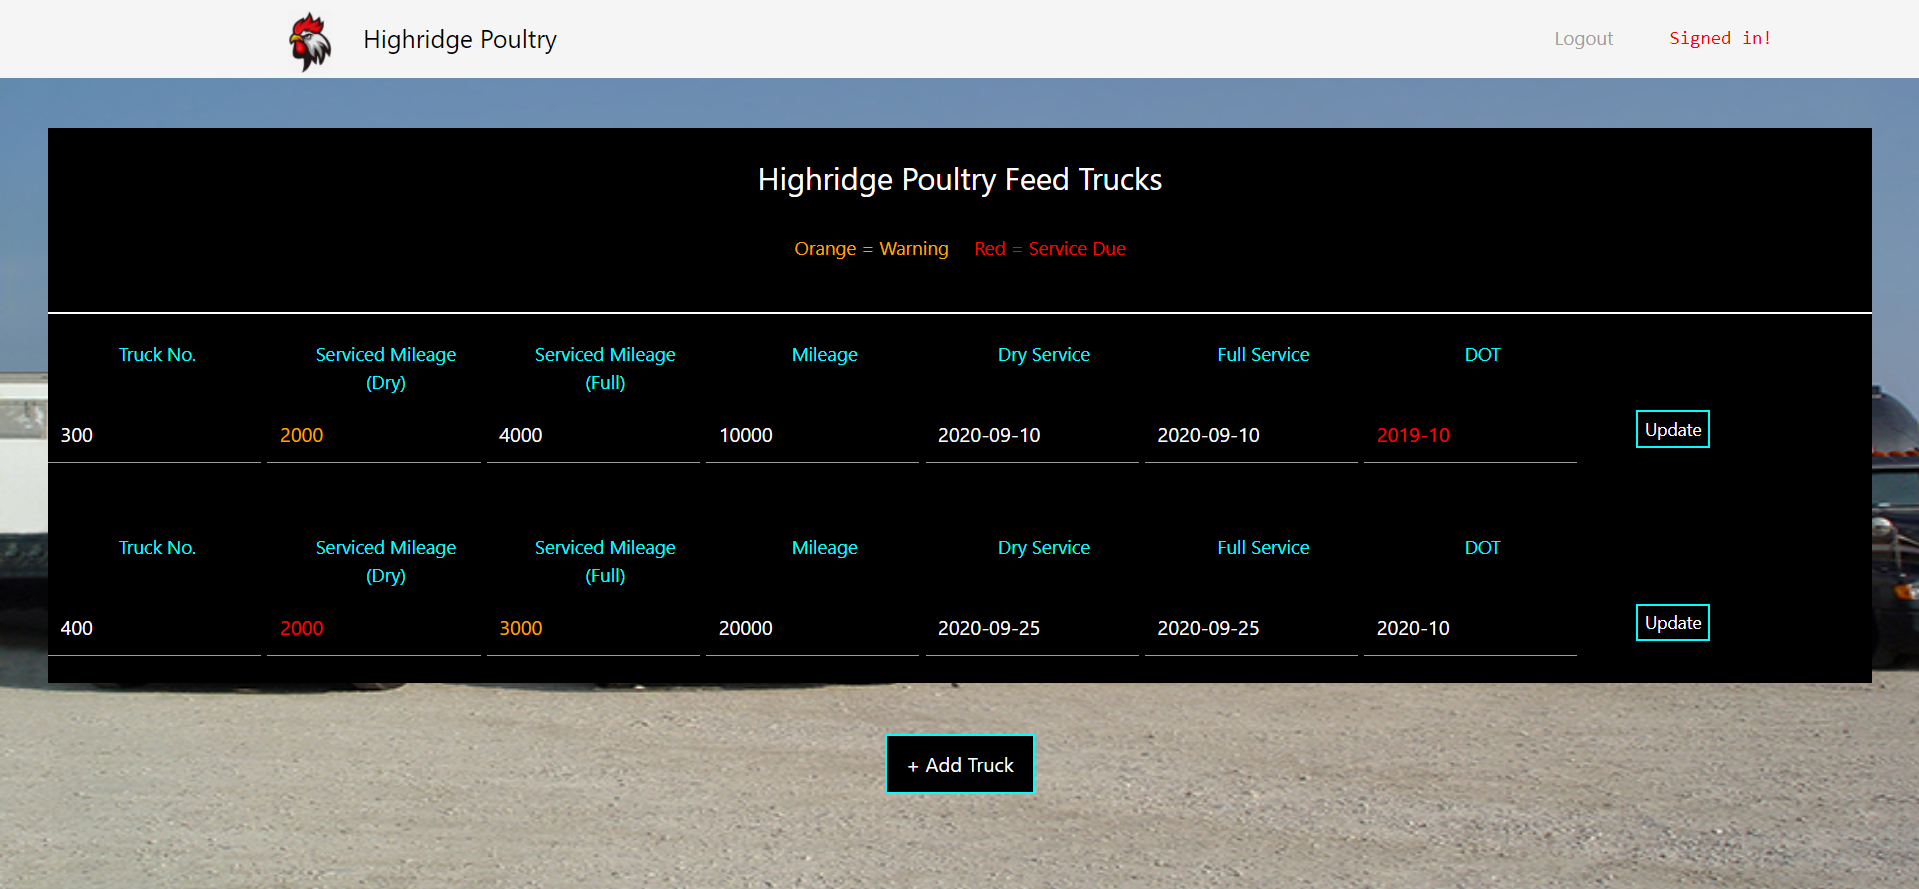 Highridge Poultry
Logout
Signed in!
Highridge Poultry Feed Trucks
Orange = Warning Red = Service Due
Truck No.
Serviced Mileage
(Dry)
Serviced Mileage
(Full)
Mileage
Dry Service
Full Service
DOT
300
2000
4000
10000
2020-09-10
2020-09-10
2019-10
Update
Truck No.
Serviced Mileage
(Dry)
Serviced Mileage
(Full)
Mileage
Dry Service
Full Service
DOT
400
2000
3000
20000
2020-09-25
2020-09-25
2020-10
Update
+ Add Truck